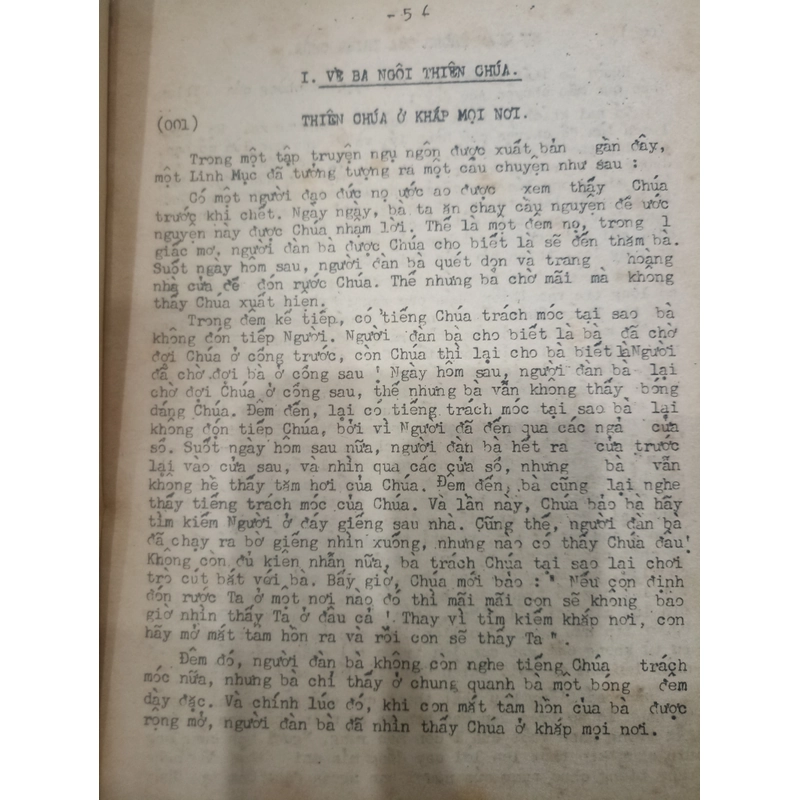 - 5 6
I. VỀ BA NGÔI THIÊN CHÚA.
(001) THIÊN CHÚA Ở KHẮP MỌI NƠI.
Trong một tập truyện ngụ ngôn được xuất bản gần đây,
một Linh Mục đã tưởng tượng ra một câu chuyện như sau :
Có một người đạo đức nọ ước ao được xem thấy Chúa
trước khi chết. Ngày ngày, bà ta ăn chay cầu nguyện để ước
nguyện này được Chúa nhậm lời. Thế là một đêm nọ, trong 1
giấc mơ, người đàn bà được Chúa cho biết là sẽ đến thăm bà.
Suốt ngày hôm sau, người đàn bà quét dọn và trang hoàng
nhà cửa để đón rước Chúa. Thế nhưng bà chờ mãi mà không
thấy Chúa xuất hiện.
Trong đêm kế tiếp, có tiếng Chúa trách móc tại sao bà
không đón tiếp Người. Người đàn bà cho biết là bà đã chờ
đợi Chúa ở cổng trước, còn Chúa thì lại cho bà biết là Người
đã chờ đợi bà ở cổng sau ! Ngày hôm sau, người đàn bà lại
chờ đợi Chúa ở cổng sau, thế nhưng bà vẫn không thấy bóng
dáng Chúa. Đêm đến, lại có tiếng trách móc tại sao bà lại
không đón tiếp Chúa, bởi vì Người đã đến qua các ngả cửa
sổ. Suốt ngày hôm sau nữa, người đàn bà hết ra cửa trước
lại vào cửa sau, và nhìn qua các cửa sổ, nhưng bà vẫn
không hề thấy tăm hơi của Chúa. Đêm đến, bà cũng lại nghe
thấy tiếng trách móc của Chúa. Và lần này, Chúa bảo bà hãy
tìm kiếm Người ở đáy giếng sau nhà. Cũng thế, người đàn bà
đã chạy ra bờ giếng nhìn xuống, nhưng nào có thấy Chúa đâu!
Không còn đủ kiên nhẫn nữa, bà trách Chúa tại sao lại chơi
trò cút bắt với bà. Bấy giờ, Chúa mới bảo : " Nếu con định
đón rước Ta ở một nơi nào đó thì mãi mãi con sẽ không bao
giờ nhìn thấy Ta ở đâu cả ! Thay vì tìm kiếm khắp nơi, con
hãy mở mắt tâm hồn ra và rồi con sẽ thấy Ta ".
Đêm đó, người đàn bà không còn nghe tiếng Chúa trách
móc nữa, nhưng bà chỉ thấy ở chung quanh bà một bóng đêm
dày đặc. Và chính lúc đó, khi con mắt tâm hồn của bà được
rộng mở, người đàn bà đã nhìn thấy Chúa ở khắp mọi nơi.